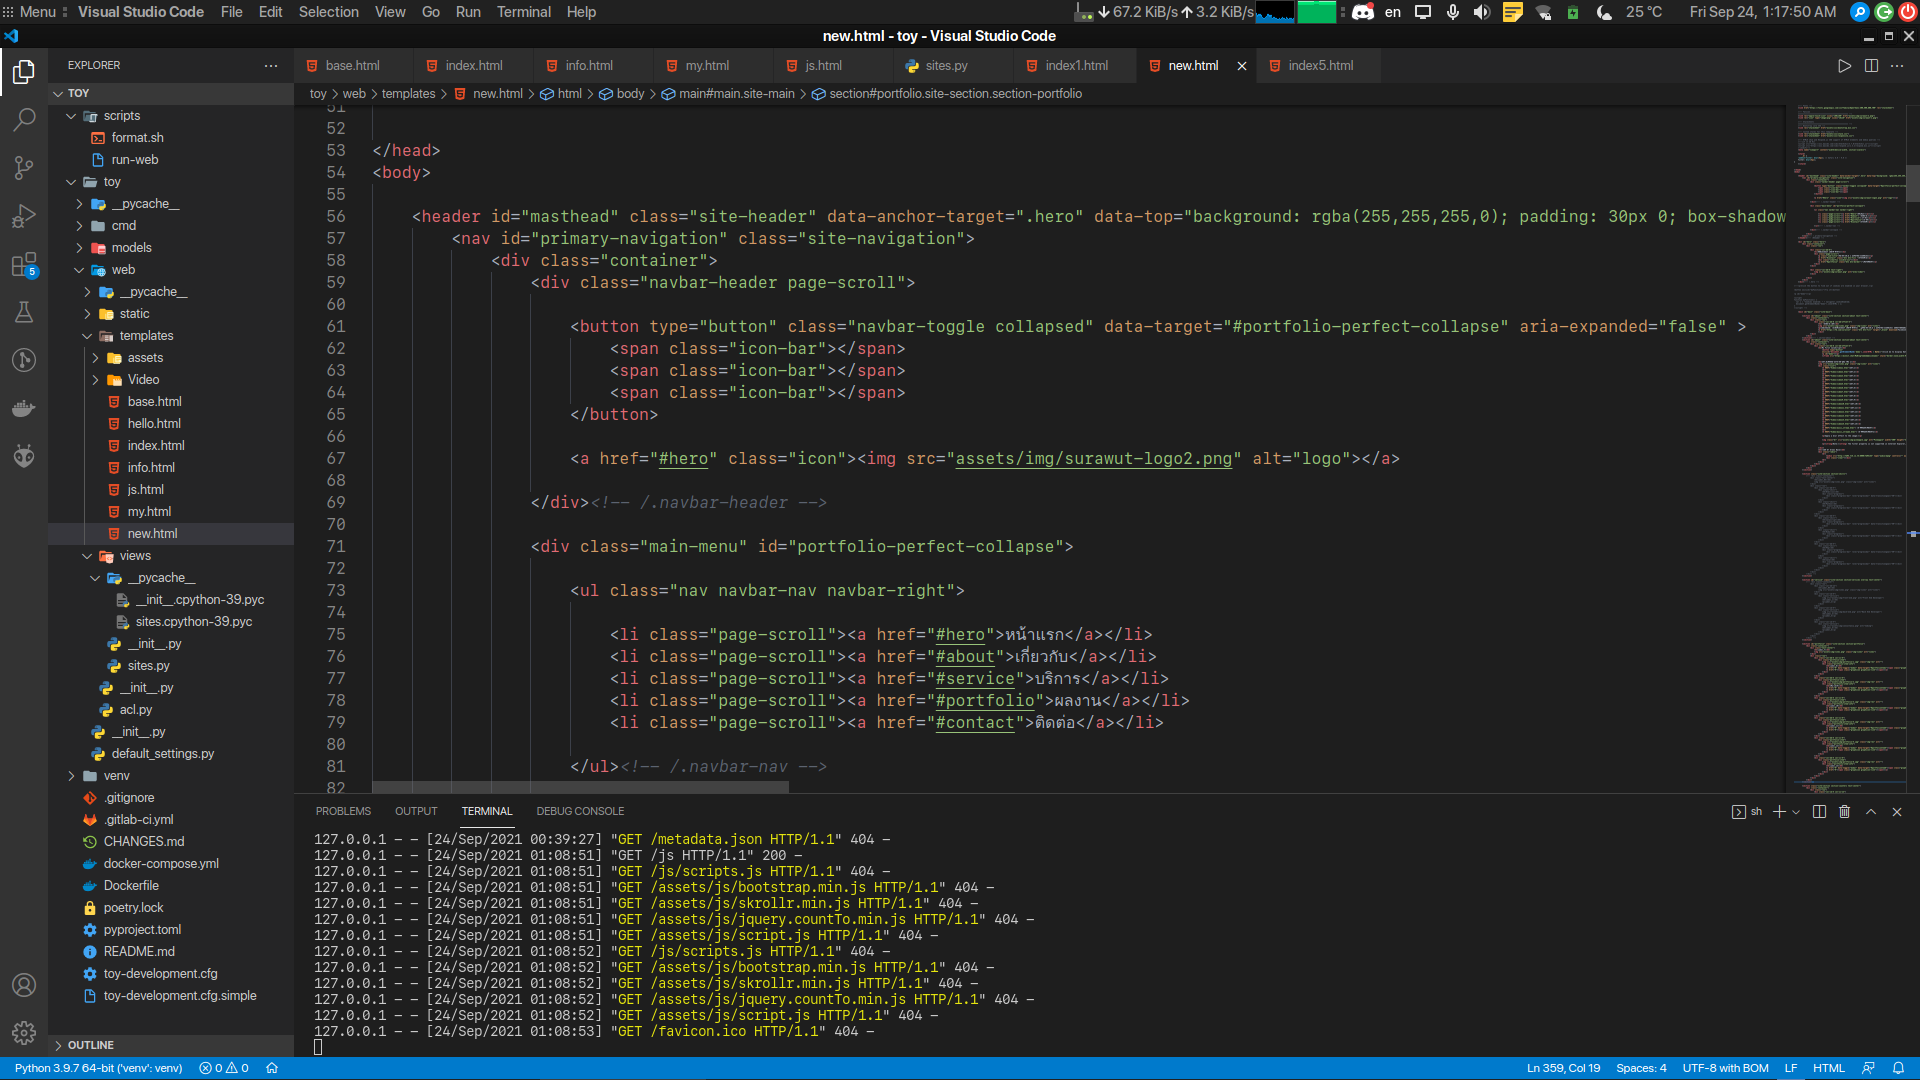 Menu Visual Studio Code File Edit Selection View Go Run Terminal Help 67.2 KiB/s 3.2 KiB/s en 25 °C Fri Sep 24, 1:17:50 AM
new.html - toy - Visual Studio Code
EXPLORER
base.html index.html info.html my.html js.html sites.py index1.html new.html index5.html
toy > web > templates > new.html > html > body > main#main.site-main > section#portfolio.site-section.section-portfolio
TOY
scripts
format.sh
run-web
toy
__pycache__
cmd
models
web
__pycache__
static
templates
assets
Video
base.html
hello.html
index.html
info.html
js.html
my.html
new.html
views
__pycache__
__init__.cpython-39.pyc
sites.cpython-39.pyc
__init__.py
sites.py
__init__.py
acl.py
__init__.py
default_settings.py
venv
.gitignore
.gitlab-ci.yml
CHANGES.md
docker-compose.yml
Dockerfile
poetry.lock
pyproject.toml
README.md
toy-development.cfg
toy-development.cfg.simple
OUTLINE
5
51
52
53 </head>
54 <body>
55
56 <header id="masthead" class="site-header" data-anchor-target=".hero" data-top="background: rgba(255,255,255,0); padding: 30px 0; box-shadow
57 <nav id="primary-navigation" class="site-navigation">
58 <div class="container">
59 <div class="navbar-header page-scroll">
60
61 <button type="button" class="navbar-toggle collapsed" data-target="#portfolio-perfect-collapse" aria-expanded="false" >
62 <span class="icon-bar"></span>
63 <span class="icon-bar"></span>
64 <span class="icon-bar"></span>
65 </button>
66
67 <a href="#hero" class="icon"><img src="assets/img/surawut-logo2.png" alt="logo"></a>
68
69 </div><!-- /.navbar-header -->
70
71 <div class="main-menu" id="portfolio-perfect-collapse">
72
73 <ul class="nav navbar-nav navbar-right">
74
75 <li class="page-scroll"><a href="#hero">หน้าแรก</a></li>
76 <li class="page-scroll"><a href="#about">เกี่ยวกับ</a></li>
77 <li class="page-scroll"><a href="#service">บริการ</a></li>
78 <li class="page-scroll"><a href="#portfolio">ผลงาน</a></li>
79 <li class="page-scroll"><a href="#contact">ติดต่อ</a></li>
80
81 </ul><!-- /.navbar-nav -->
82
PROBLEMS OUTPUT TERMINAL DEBUG CONSOLE sh
127.0.0.1 - - [24/Sep/2021 00:39:27] "GET /metadata.json HTTP/1.1" 404 -
127.0.0.1 - - [24/Sep/2021 01:08:51] "GET /js HTTP/1.1" 200 -
127.0.0.1 - - [24/Sep/2021 01:08:51] "GET /js/scripts.js HTTP/1.1" 404 -
127.0.0.1 - - [24/Sep/2021 01:08:51] "GET /assets/js/bootstrap.min.js HTTP/1.1" 404 -
127.0.0.1 - - [24/Sep/2021 01:08:51] "GET /assets/js/skrollr.min.js HTTP/1.1" 404 -
127.0.0.1 - - [24/Sep/2021 01:08:51] "GET /assets/js/jquery.countTo.min.js HTTP/1.1" 404 -
127.0.0.1 - - [24/Sep/2021 01:08:51] "GET /assets/js/script.js HTTP/1.1" 404 -
127.0.0.1 - - [24/Sep/2021 01:08:52] "GET /js/scripts.js HTTP/1.1" 404 -
127.0.0.1 - - [24/Sep/2021 01:08:52] "GET /assets/js/bootstrap.min.js HTTP/1.1" 404 -
127.0.0.1 - - [24/Sep/2021 01:08:52] "GET /assets/js/skrollr.min.js HTTP/1.1" 404 -
127.0.0.1 - - [24/Sep/2021 01:08:52] "GET /assets/js/jquery.countTo.min.js HTTP/1.1" 404 -
127.0.0.1 - - [24/Sep/2021 01:08:52] "GET /assets/js/script.js HTTP/1.1" 404 -
127.0.0.1 - - [24/Sep/2021 01:08:53] "GET /favicon.ico HTTP/1.1" 404 -
Python 3.9.7 64-bit ('venv': venv) 0 0 Ln 359, Col 19 Spaces: 4 UTF-8 with BOM LF HTML